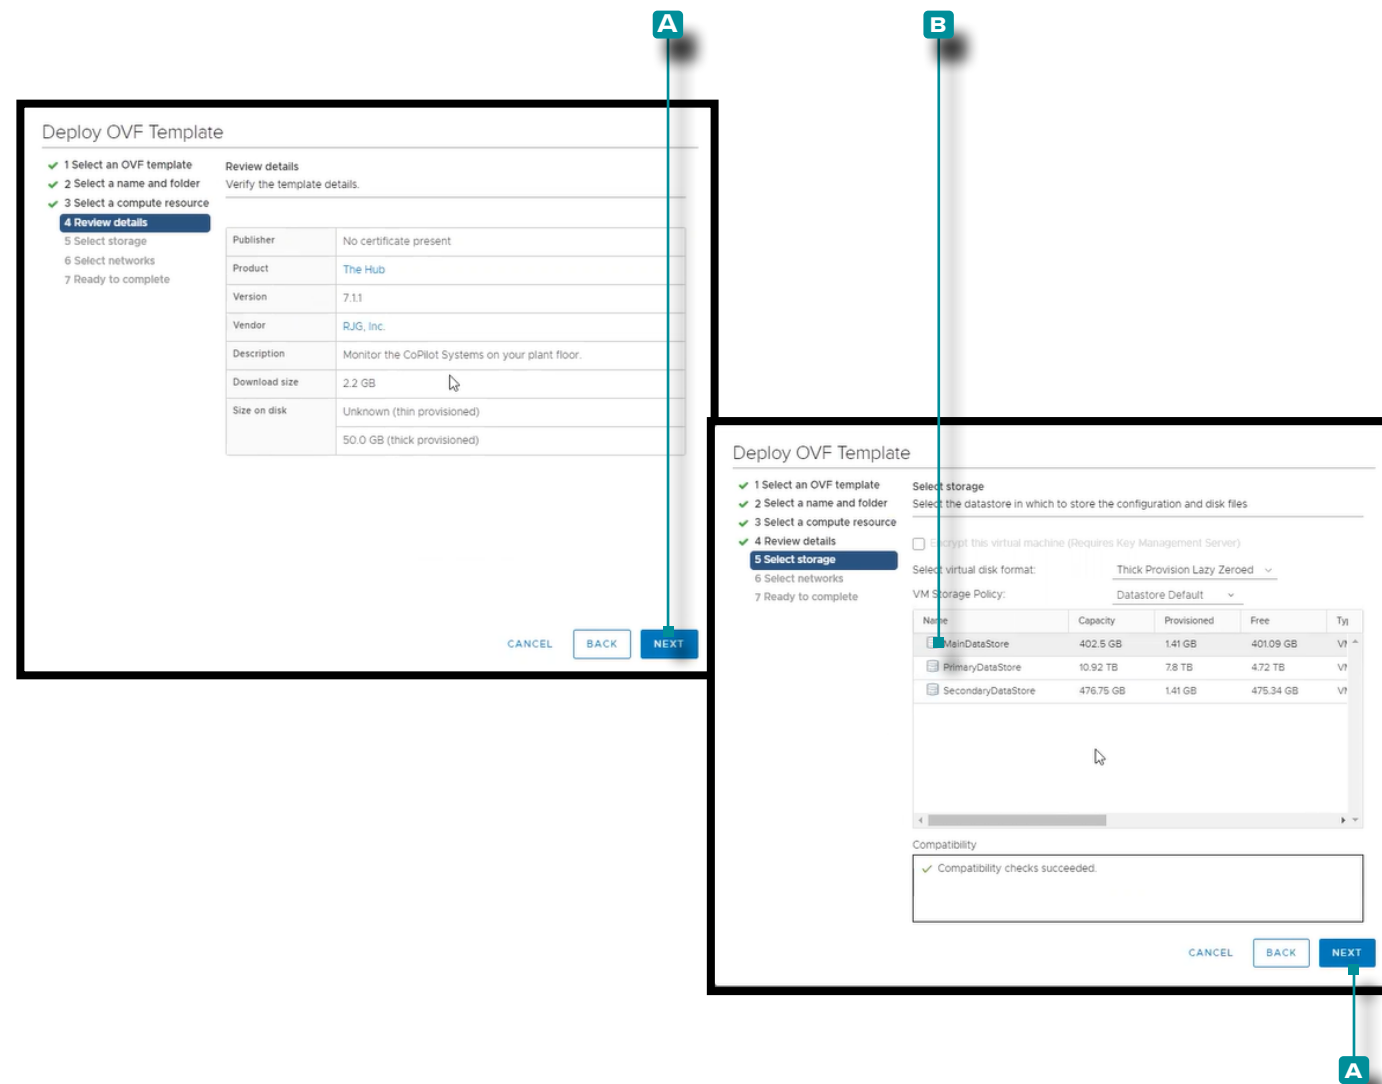 A
B
Deploy OVF Template
1 Select an OVF template
2 Select a name and folder
3 Select a compute resource
4 Review details
5 Select storage
6 Select networks
7 Ready to complete
Review details
Verify the template details.
Publisher No certificate present
Product The Hub
Version 7.1.1
Vendor RJG, Inc.
Description Monitor the CoPilot Systems on your plant floor.
Download size 2.2 GB
Size on disk Unknown (thin provisioned)
50.0 GB (thick provisioned)
CANCEL BACK NEXT
Deploy OVF Template
1 Select an OVF template
2 Select a name and folder
3 Select a compute resource
4 Review details
5 Select storage
6 Select networks
7 Ready to complete
Select storage
Select the datastore in which to store the configuration and disk files
Encrypt this virtual machine (Requires Key Management Server)
Select virtual disk format: Thick Provision Lazy Zeroed
VM Storage Policy: Datastore Default
Name Capacity Provisioned Free Ty
MainDataStore 402.5 GB 1.41 GB 401.09 GB VM
PrimaryDataStore 10.92 TB 7.8 TB 4.72 TB VM
SecondaryDataStore 476.75 GB 1.41 GB 475.34 GB VM
Compatibility
Compatibility checks succeeded.
CANCEL BACK NEXT
A